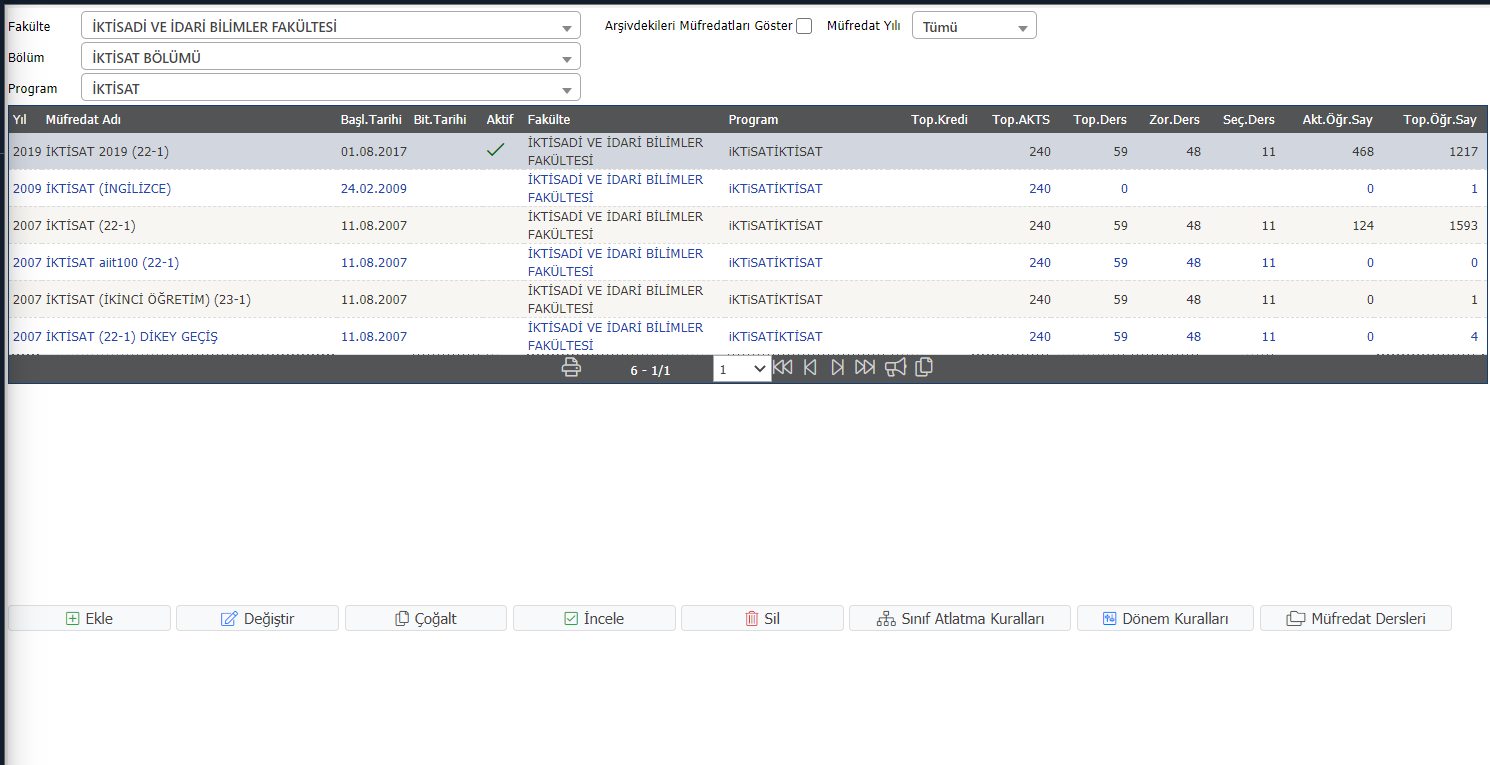 Fakülte İKTİSADİ VE İDARİ BİLİMLER FAKÜLTESİ Arşivdekileri Müfredatları Göster Müfredat Yılı Tümü
Bölüm İKTİSAT BÖLÜMÜ
Program İKTİSAT
Yıl Müfredat Adı Başl.Tarihi Bit.Tarihi Aktif Fakülte Program Top.Kredi Top.AKTS Top.Ders Zor.Ders Seç.Ders Akt.Öğr.Say Top.Öğr.Say
2019 İKTİSAT 2019 (22-1) 01.08.2017 İKTİSADİ VE İDARİ BİLİMLER FAKÜLTESİ iKTiSATİKTİSAT 240 59 48 11 468 1217
2009 İKTİSAT (İNGİLİZCE) 24.02.2009 İKTİSADİ VE İDARİ BİLİMLER FAKÜLTESİ iKTiSATİKTİSAT 240 0 0 1
2007 İKTİSAT (22-1) 11.08.2007 İKTİSADİ VE İDARİ BİLİMLER FAKÜLTESİ iKTiSATİKTİSAT 240 59 48 11 124 1593
2007 İKTİSAT aiit100 (22-1) 11.08.2007 İKTİSADİ VE İDARİ BİLİMLER FAKÜLTESİ iKTiSATİKTİSAT 240 59 48 11 0 0
2007 İKTİSAT (İKİNCİ ÖĞRETİM) (23-1) 11.08.2007 İKTİSADİ VE İDARİ BİLİMLER FAKÜLTESİ iKTiSATİKTİSAT 240 59 48 11 0 1
2007 İKTİSAT (22-1) DİKEY GEÇİŞ 11.08.2007 İKTİSADİ VE İDARİ BİLİMLER FAKÜLTESİ iKTiSATİKTİSAT 240 59 48 11 0 4
6 - 1/1 1
Ekle Değiştir Çoğalt İncele Sil Sınıf Atlatma Kuralları Dönem Kuralları Müfredat Dersleri